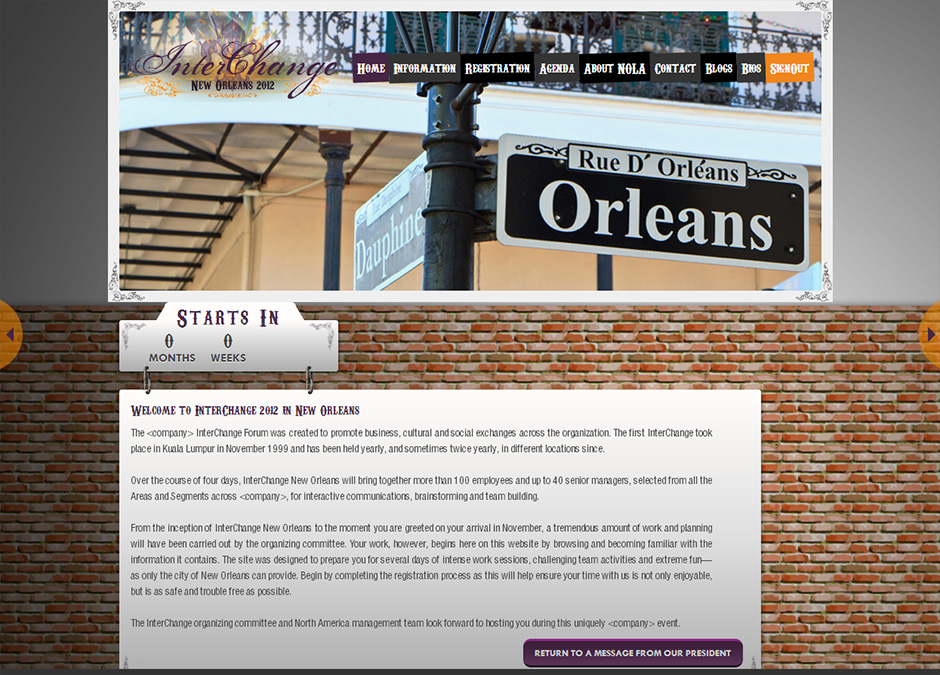 InterChange
New Orleans 2012
Home Information Registration Agenda About NOLA Contact Blogs Bios SignOut
Rue D' Orléans
Orleans
Dauphine
Starts In
0 0
MONTHS WEEKS
Welcome to InterChange 2012 in New Orleans
The <company> InterChange Forum was created to promote business, cultural and social exchanges across the organization. The first InterChange took
place in Kuala Lumpur in November 1999 and has been held yearly, and sometimes twice yearly, in different locations since.
Over the course of four days, InterChange New Orleans will bring together more than 100 employees and up to 40 senior managers, selected from all the
Areas and Segments across <company>, for interactive communications, brainstorming and team building.
From the inception of InterChange New Orleans to the moment you are greeted on your arrival in November, a tremendous amount of work and planning
will have been carried out by the organizing committee. Your work, however, begins here on this website by browsing and becoming familiar with the
information it contains. The site was designed to prepare you for several days of intense work sessions, challenging team activities and extreme fun—
as only the city of New Orleans can provide. Begin by completing the registration process as this will help ensure your time with us is not only enjoyable,
but is as safe and trouble free as possible.
The InterChange organizing committee and North America management team look forward to hosting you during this uniquely <company> event.
RETURN TO A MESSAGE FROM OUR PRESIDENT